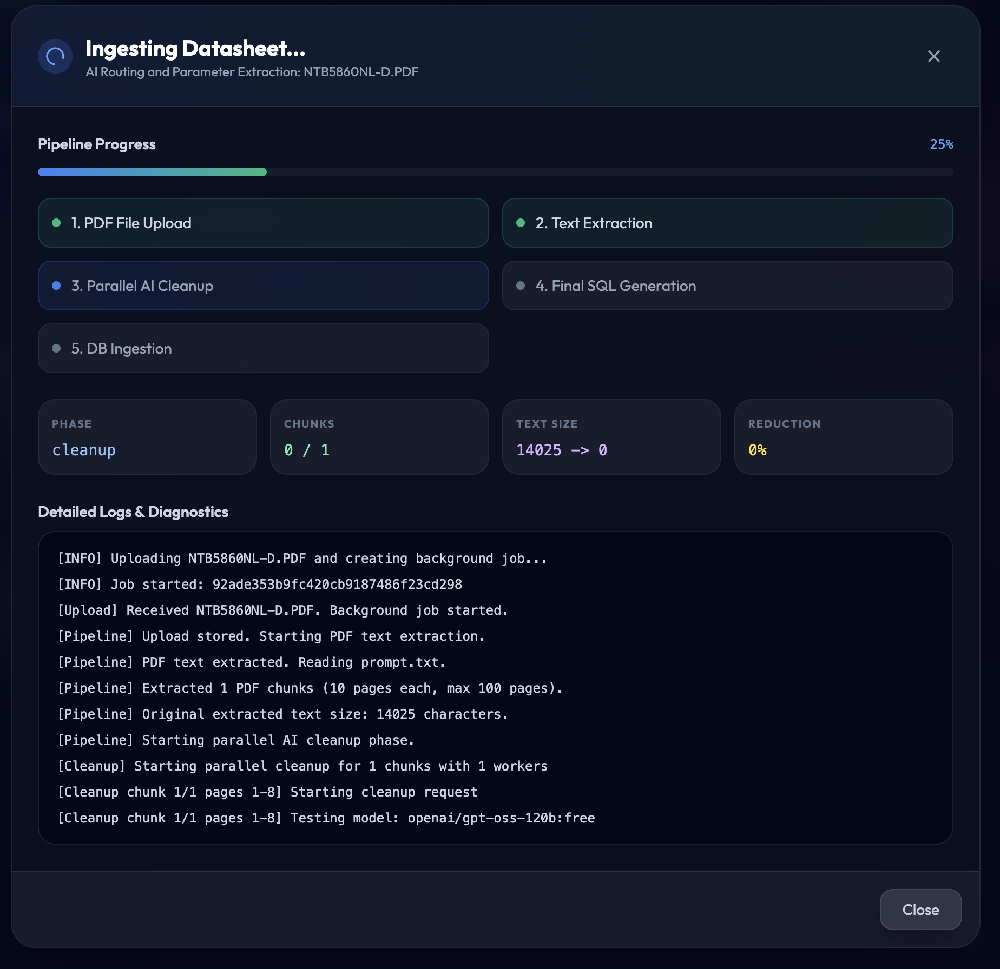 Ingesting Datasheet...
AI Routing and Parameter Extraction: NTB5860NL-D.PDF
Pipeline Progress
25%
1. PDF File Upload
2. Text Extraction
3. Parallel AI Cleanup
4. Final SQL Generation
5. DB Ingestion
PHASE
cleanup
CHUNKS
0 / 1
TEXT SIZE
14025 -> 0
REDUCTION
0%
Detailed Logs & Diagnostics
[INFO] Uploading NTB5860NL-D.PDF and creating background job...
[INFO] Job started: 92ade353b9fc420cb9187486f23cd298
[Upload] Received NTB5860NL-D.PDF. Background job started.
[Pipeline] Upload stored. Starting PDF text extraction.
[Pipeline] PDF text extracted. Reading prompt.txt.
[Pipeline] Extracted 1 PDF chunks (10 pages each, max 100 pages).
[Pipeline] Original extracted text size: 14025 characters.
[Pipeline] Starting parallel AI cleanup phase.
[Cleanup] Starting parallel cleanup for 1 chunks with 1 workers
[Cleanup chunk 1/1 pages 1-8] Starting cleanup request
[Cleanup chunk 1/1 pages 1-8] Testing model: openai/gpt-oss-120b:free
Close